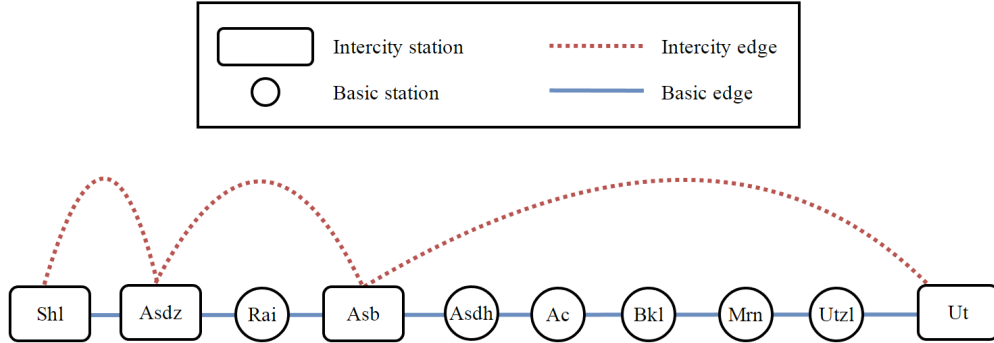 Intercity station
Intercity edge
Basic station
Basic edge
Shl
Asdz
Rai
Asb
Asdh
Ac
Bkl
Mrn
Utzl
Ut